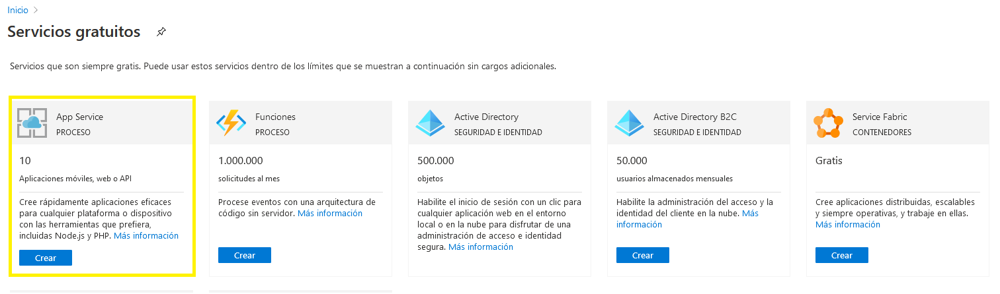 Inicio
Servicios gratuitos
Servicios que son siempre gratis. Puede usar estos servicios dentro de los límites que se muestran a continuación sin cargos adicionales.
App Service
PROCESO
10
Aplicaciones móviles, web o API
Cree rápidamente aplicaciones eficaces
para cualquier plataforma o dispositivo
con las herramientas que prefiera,
incluidas Node.js y PHP. Más información
Crear
Funciones
PROCESO
1.000.000
solicitudes al mes
Procese eventos con una arquitectura de
código sin servidor. Más información
Crear
Active Directory
SEGURIDAD E IDENTIDAD
500.000
objetos
Habilite el inicio de sesión con un clic para
cualquier aplicación web en el entorno
local o en la nube para disfrutar de una
administración de acceso e identidad
segura. Más información
Active Directory B2C
SEGURIDAD E IDENTIDAD
50.000
usuarios almacenados mensuales
Habilite la administración del acceso y la
identidad del cliente en la nube. Más
información
Crear
Service Fabric
CONTENEDORES
Gratis
Cree aplicaciones distribuidas, escalables
y siempre operativas, y trabaje en ellas.
Más información
Crear